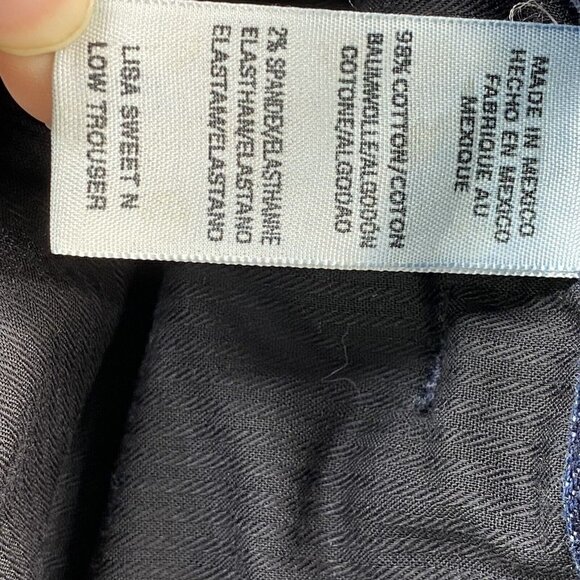 MADE IN MEXICO
HECHO EN MEXICO
FABRIQUE AU
MEXIQUE
98% COTTON/COTON
BAUMWOLLE/ALGODÓN
COTONE/ALGODAO
2% SPANDEX/ELASTHANNE
ELASTHAN/ELASTANO
ELASTAM/ELASTANO
LISA SWEET N
LOW TROUSER